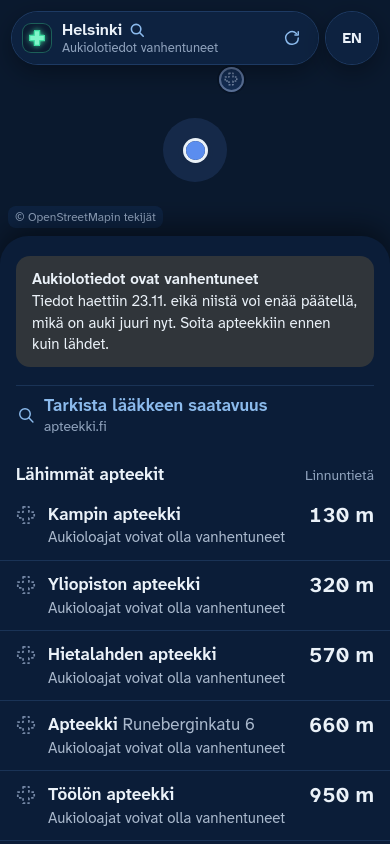 Helsinki
Aukiolotiedot vanhentuneet
EN
© OpenStreetMapin tekijät
Aukiolotiedot ovat vanhentuneet
Tiedot haettiin 23.11. eikä niistä voi enää päätellä,
mikä on auki juuri nyt. Soita apteekkiin ennen
kuin lähdet.
Tarkista lääkkeen saatavuus
apteekki.fi
Lähimmät apteekit Linnuntietä
Kampin apteekki 130 m
Aukioloajat voivat olla vanhentuneet
Yliopiston apteekki 320 m
Aukioloajat voivat olla vanhentuneet
Hietalahden apteekki 570 m
Aukioloajat voivat olla vanhentuneet
Apteekki Runeberginkatu 6 660 m
Aukioloajat voivat olla vanhentuneet
Töölön apteekki 950 m
Aukioloajat voivat olla vanhentuneet